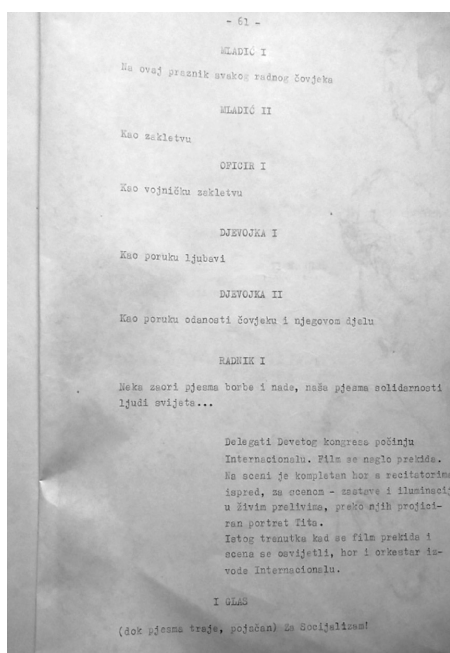 - 61 -
MLADIĆ I
Na ovaj praznik svakog radnog čovjeka
MLADIĆ II
Kao zakletvu
OFICIR I
Kao vojničku zakletvu
DJEVOJKA I
Kao poruku ljubavi
DJEVOJKA II
Kao poruku odanosti čovjeku i njegovom djelu
RADNIK I
Neka zaori pjesma borbe i nade, naša pjesma solidarnosti
ljudi svijeta...
Delegati Devetog kongresa počinju
Internacionalu. Film se naglo prekida.
Na sceni je kompletan hor s recitatorima
ispred, za scenom - zastave i iluminacij
u živim prelivima, preko njih projici-
ran portret Tita.
Istog trenutka kad se film prekida i
scena se osvijetli, hor i orkestar iz-
vode Internacionalu.
I GLAS
(dok pjesma traje, pojačan) Za Socijalizam!